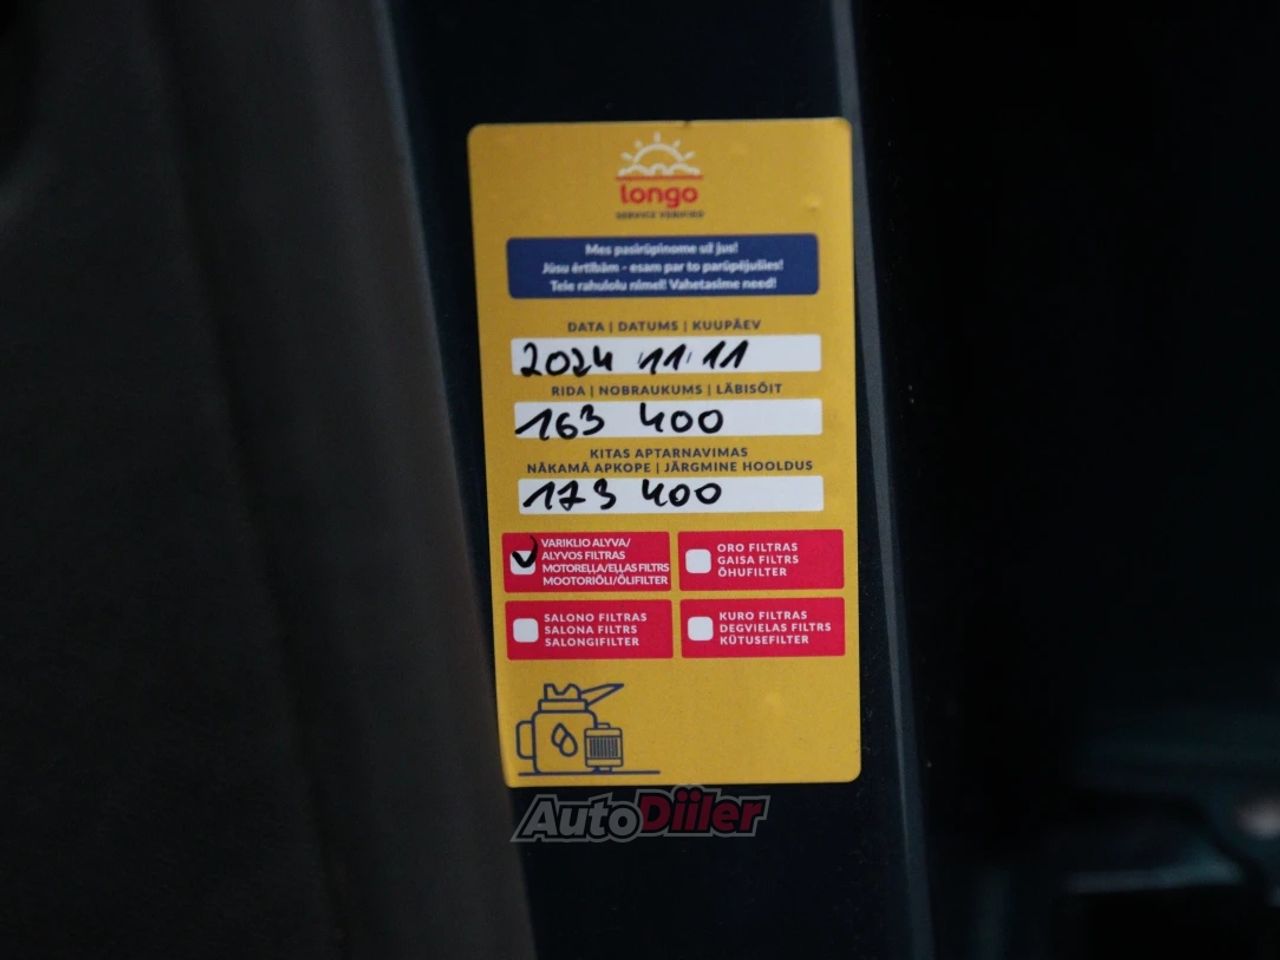 longo
SERVICE VERIFIED
Mes pasirūpinome už jus!
Jūsu ērtībām - esam par to parūpējušies!
Teie rahulolu nimel! Vahetasime need!
DATA | DATUMS | KUUPÄEV
2024 11 11
RIDA | NOBRAUKUMS | LÄBISÕIT
163 400
KITAS APTARNAVIMAS
NĀKAMĀ APKOPE | JÄRGMINE HOOLDUS
173 400
VARIKLIO ALYVA/
ALYVOS FILTRAS
MOTOREĻĻA/EĻĻAS FILTRS
MOOTORIÕLI/ÕLIFILTER
ORO FILTRAS
GAISA FILTRS
ÕHUFILTER
SALONO FILTRAS
SALONA FILTRS
SALONGIFILTER
KURO FILTRAS
DEGVIELAS FILTRS
KÜTUSEFILTER
AutoDiiler